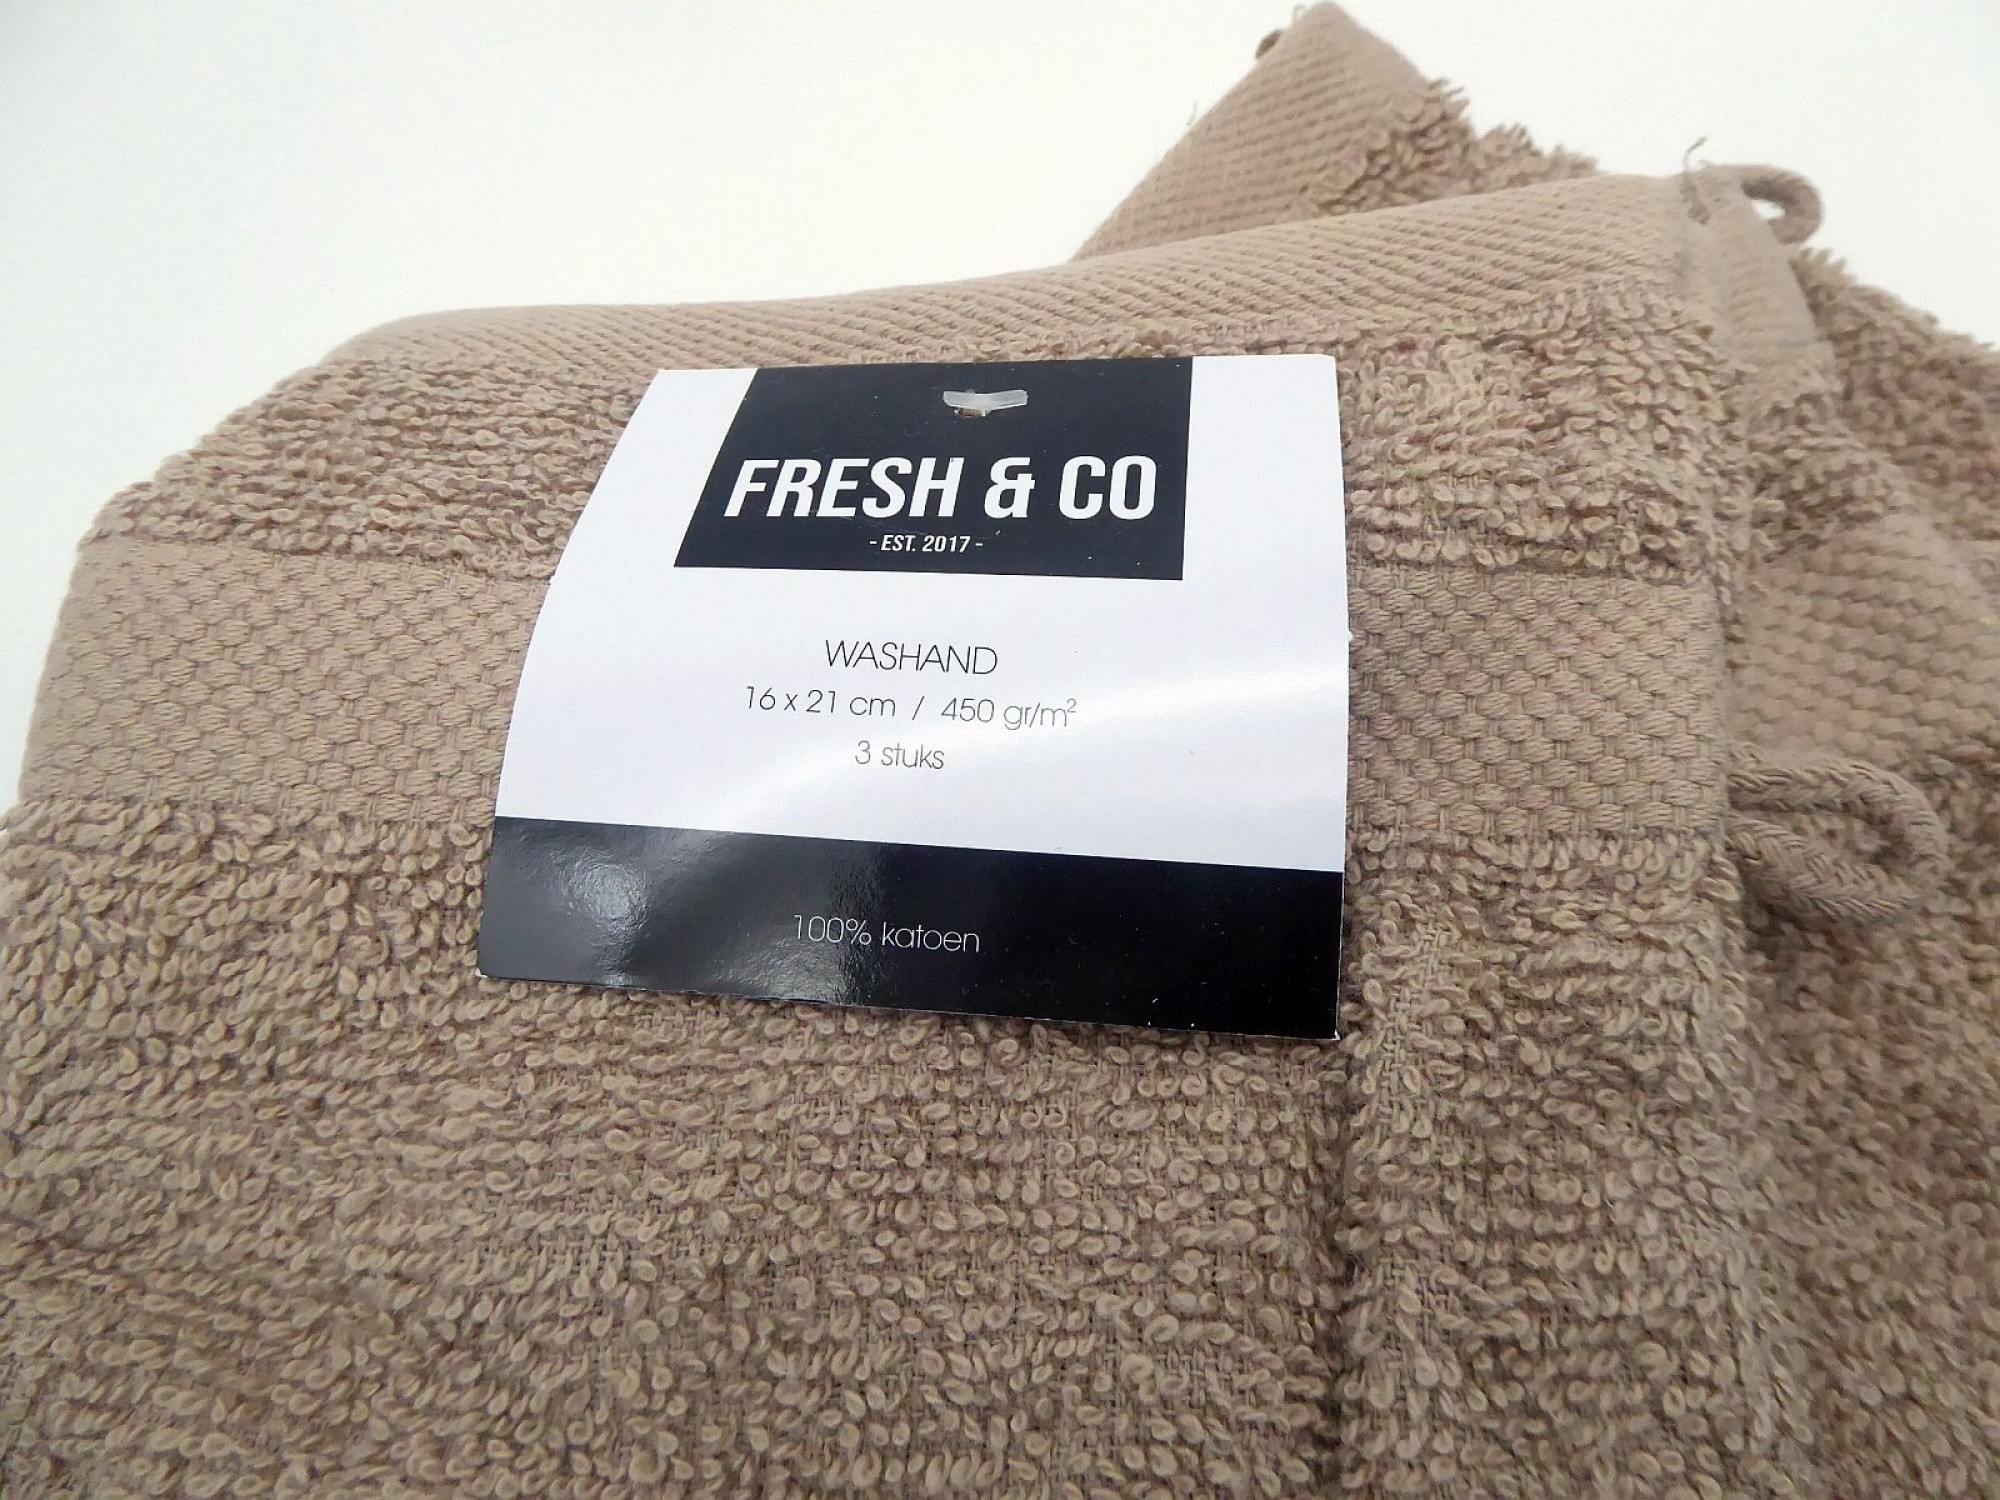 FRESH & CO
- EST. 2017 -
WASHAND
16 x 21 cm / 450 gr/m²
3 stuks
100% katoen